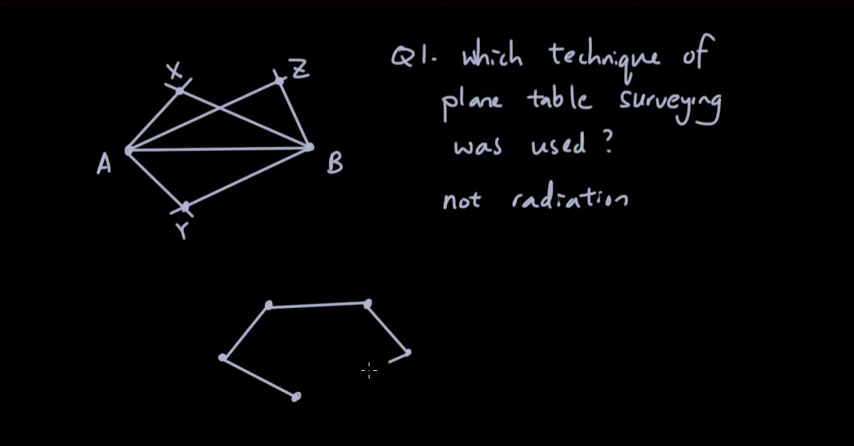 X
Z
A
B
Y
Q1. which technique of
plane table surveying
was used?
not radiation